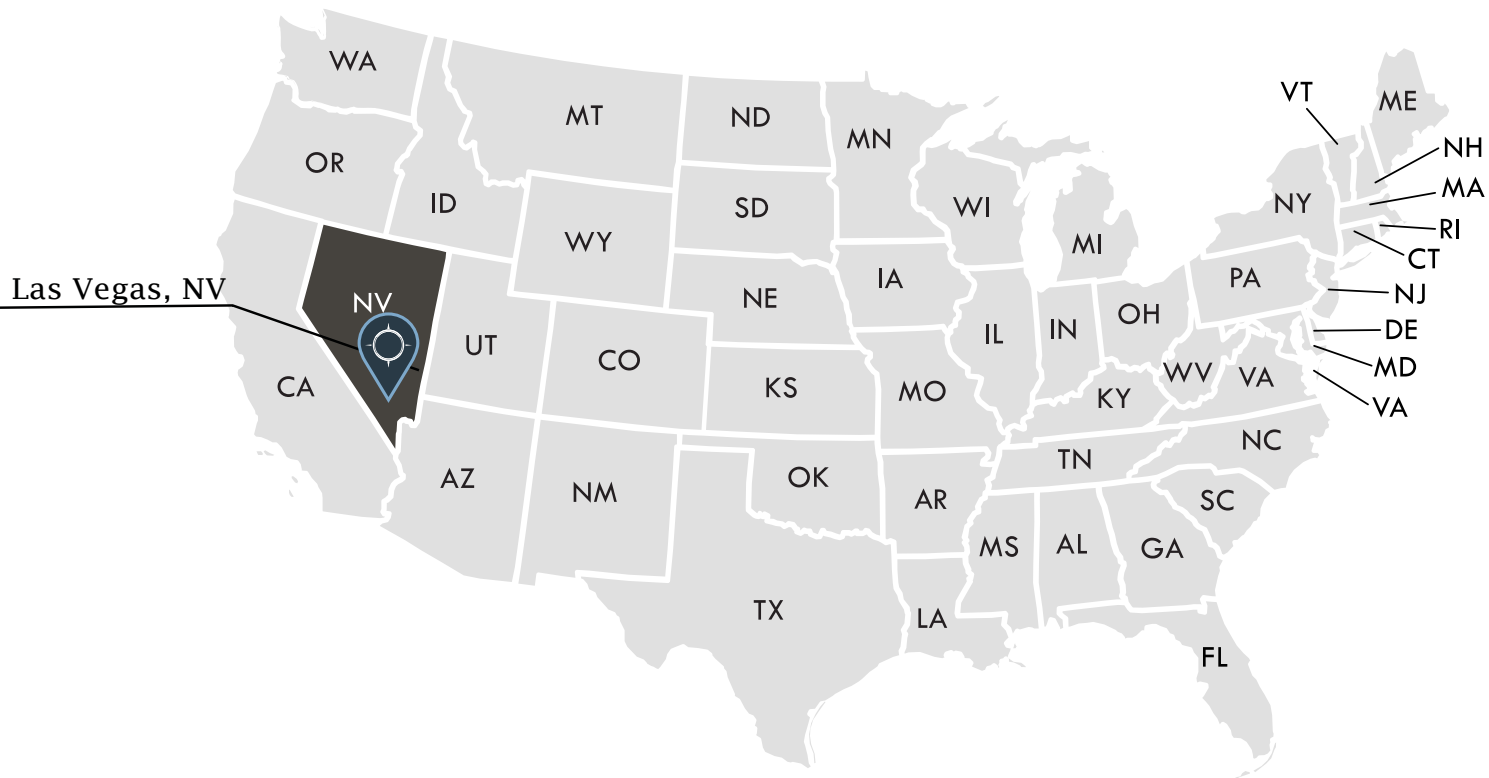 WA
VT
ME
MT
ND
MN
OR
NH
ID
SD
WI
NY
MA
WY
MI
RI
CT
IA
PA
Las Vegas, NV
NV
NE
NJ
OH
UT
CO
IL
IN
DE
CA
KS
MO
KY
WV
VA
MD
VA
AZ
NM
OK
AR
TN
NC
SC
MS
AL
GA
TX
LA
FL